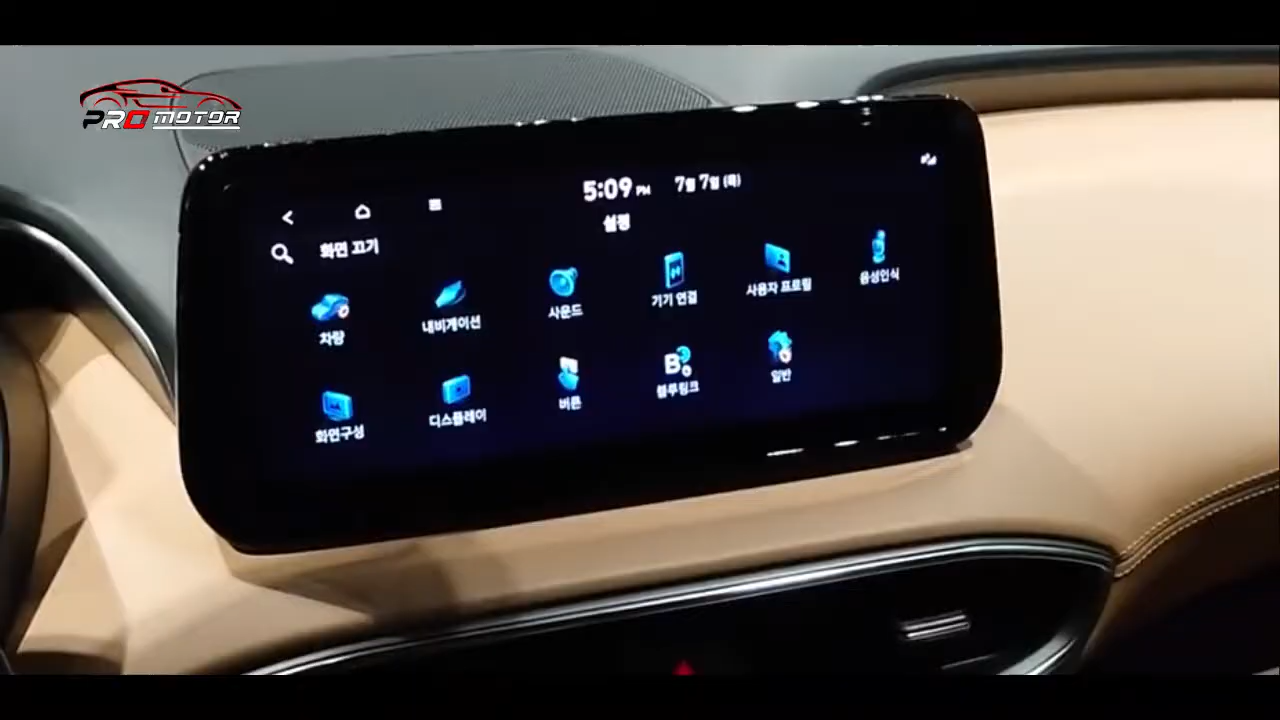 PRO MOTOR
5:09 PM 7월 7일 (목)
설정
화면 끄기
차량 내비게이션 사운드 기기 연결 사용자 프로필 음성인식
화면구성 디스플레이 버튼 블루링크 일반